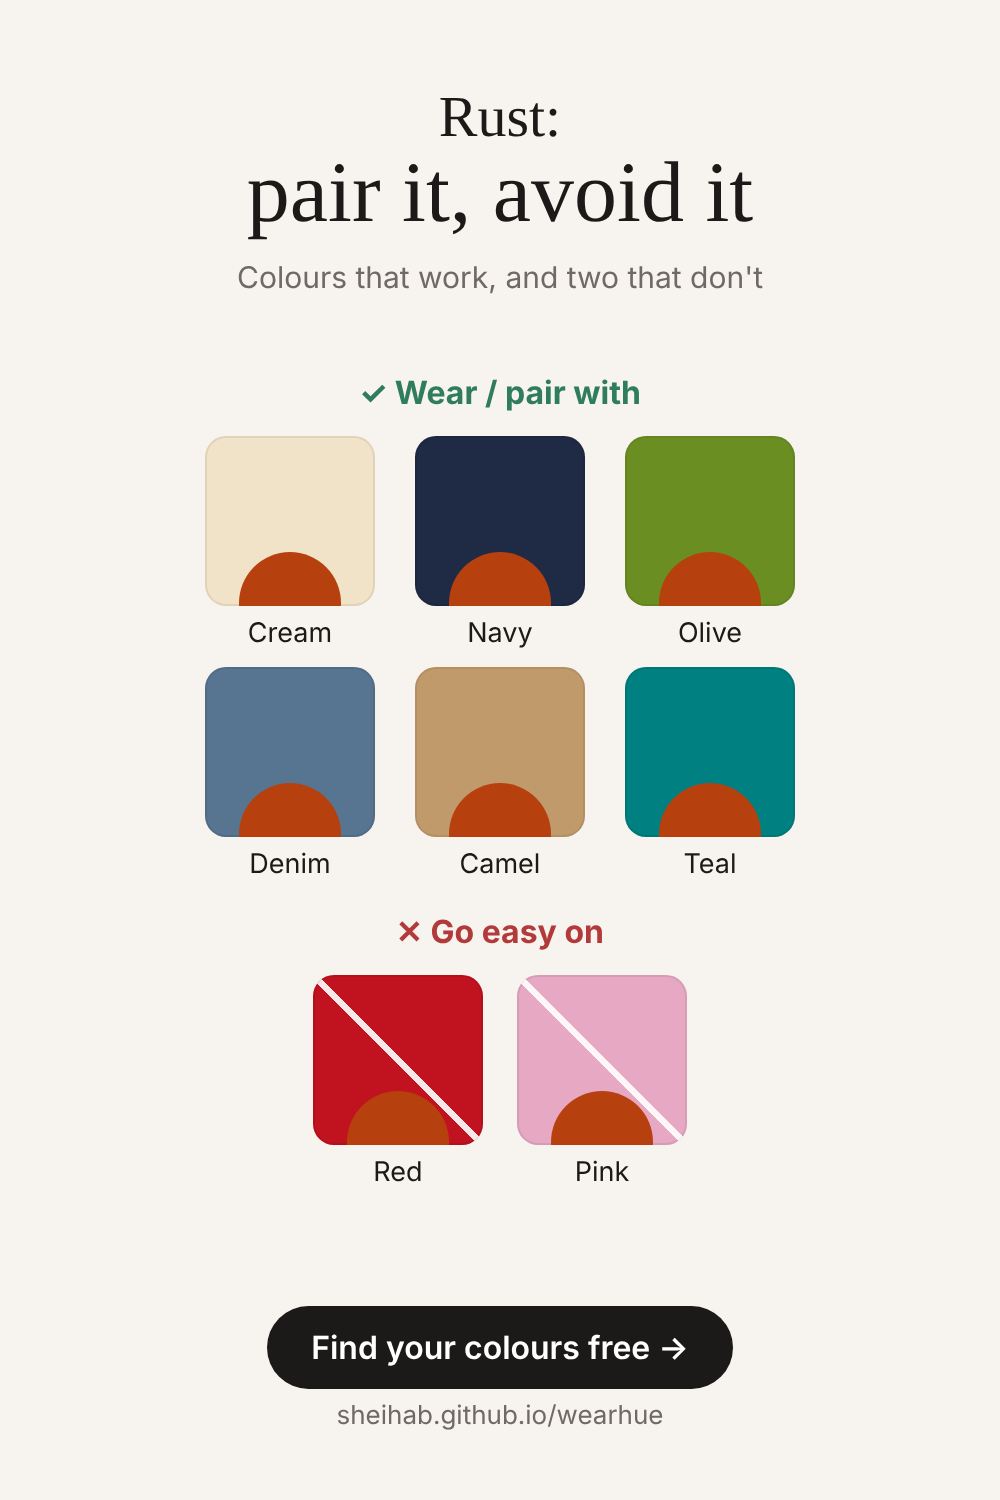 Rust:
pair it, avoid it
Colours that work, and two that don't
✓ Wear / pair with
Cream Navy Olive
Denim Camel Teal
✕ Go easy on
Red Pink
Find your colours free →
sheihab.github.io/wearhue